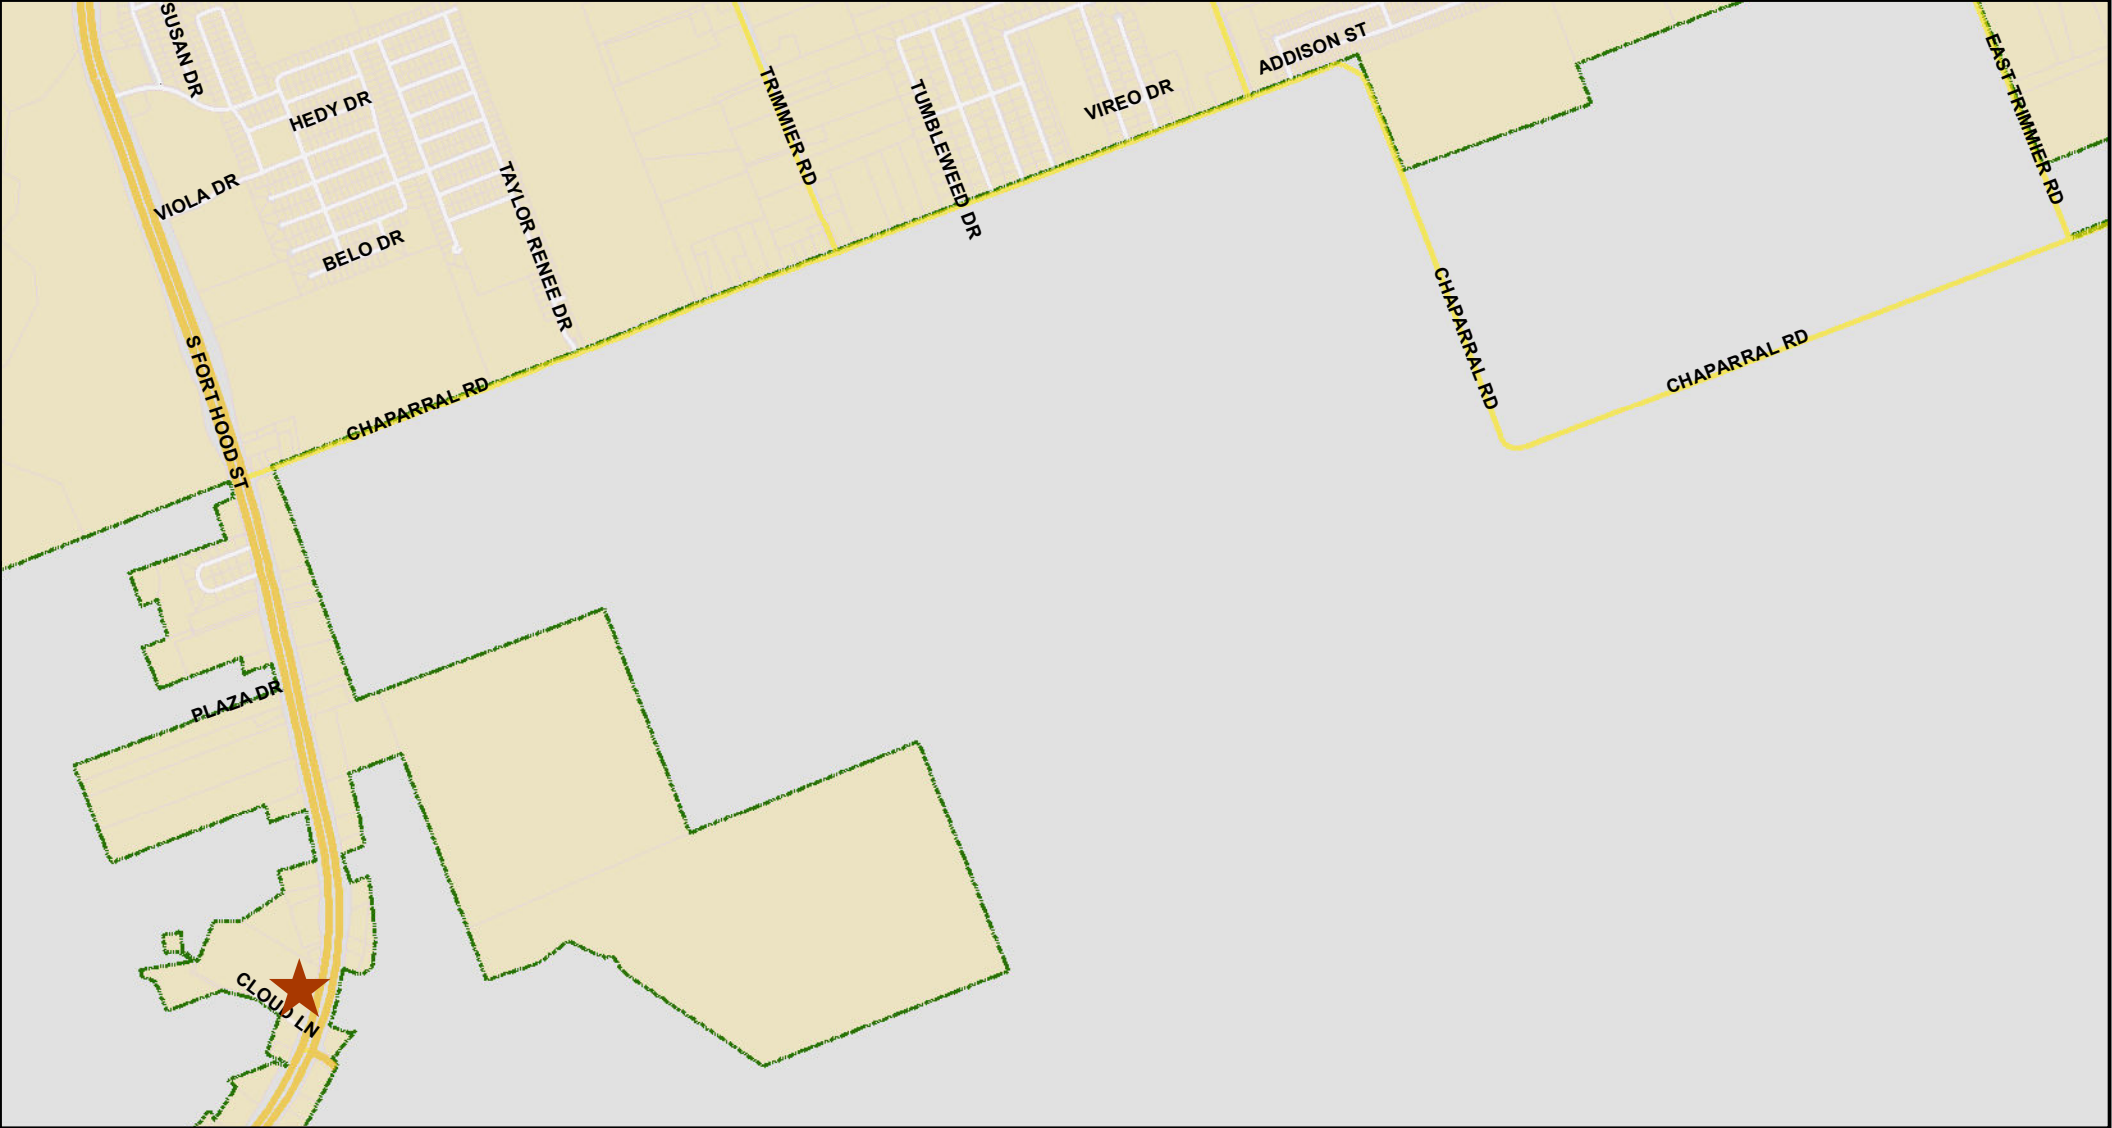 SUSAN DR
HEDY DR
VIOLA DR
BELO DR
TAYLOR RENEE DR
TRIMMIER RD
TUMBLEWEED DR
VIREO DR
ADDISON ST
EAST TRIMMIER RD
S FORT HOOD ST
CHAPARRAL RD
CHAPARRAL RD
CHAPARRAL RD
PLAZA DR
CLOUD LN